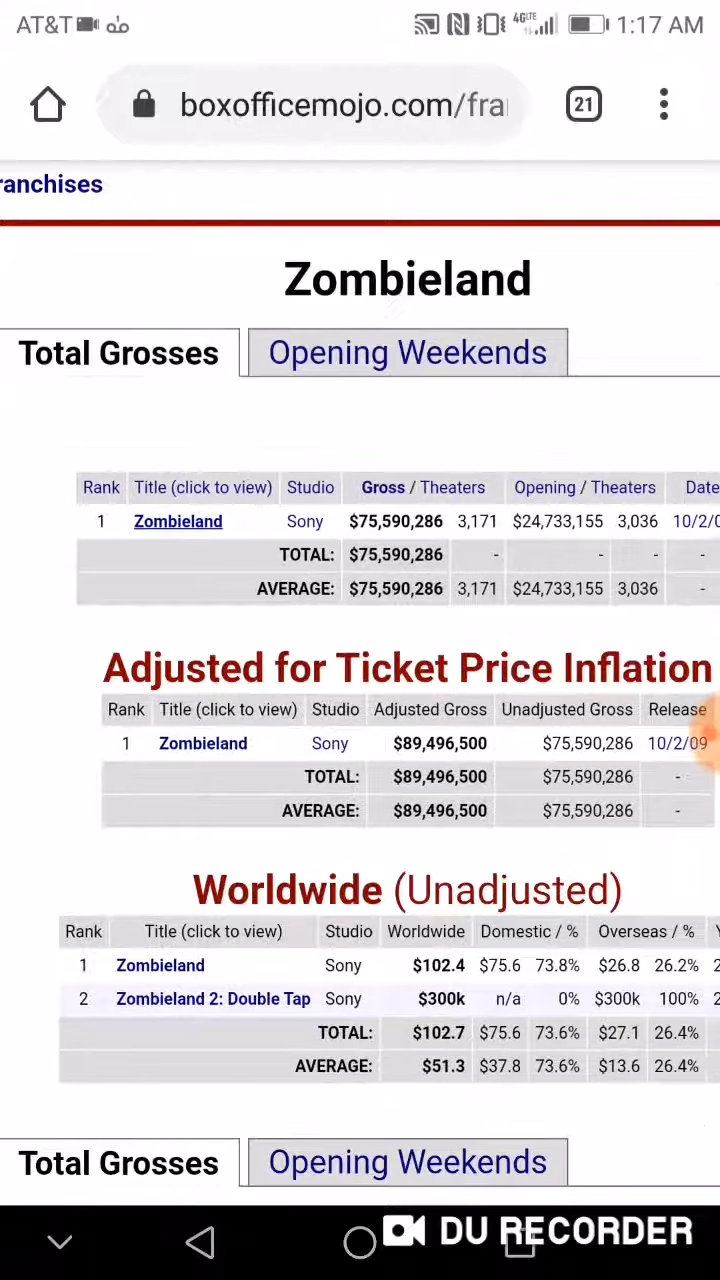 AT&T 4G LTE 1:17 AM
boxofficemojo.com/fra 21
ranchises
Zombieland
Total Grosses Opening Weekends
Rank Title (click to view) Studio Gross / Theaters Opening / Theaters Date
1 Zombieland Sony $75,590,286 3,171 $24,733,155 3,036 10/2/0
TOTAL: $75,590,286 - - - -
AVERAGE: $75,590,286 3,171 $24,733,155 3,036 -
Adjusted for Ticket Price Inflation
Rank Title (click to view) Studio Adjusted Gross Unadjusted Gross Release
1 Zombieland Sony $89,496,500 $75,590,286 10/2/09
TOTAL: $89,496,500 $75,590,286 -
AVERAGE: $89,496,500 $75,590,286 -
Worldwide (Unadjusted)
Rank Title (click to view) Studio Worldwide Domestic / % Overseas / % Y
1 Zombieland Sony $102.4 $75.6 73.8% $26.8 26.2% 2
2 Zombieland 2: Double Tap Sony $300k n/a 0% $300k 100% 2
TOTAL: $102.7 $75.6 73.6% $27.1 26.4%
AVERAGE: $51.3 $37.8 73.6% $13.6 26.4%
Total Grosses Opening Weekends
DU RECORDER